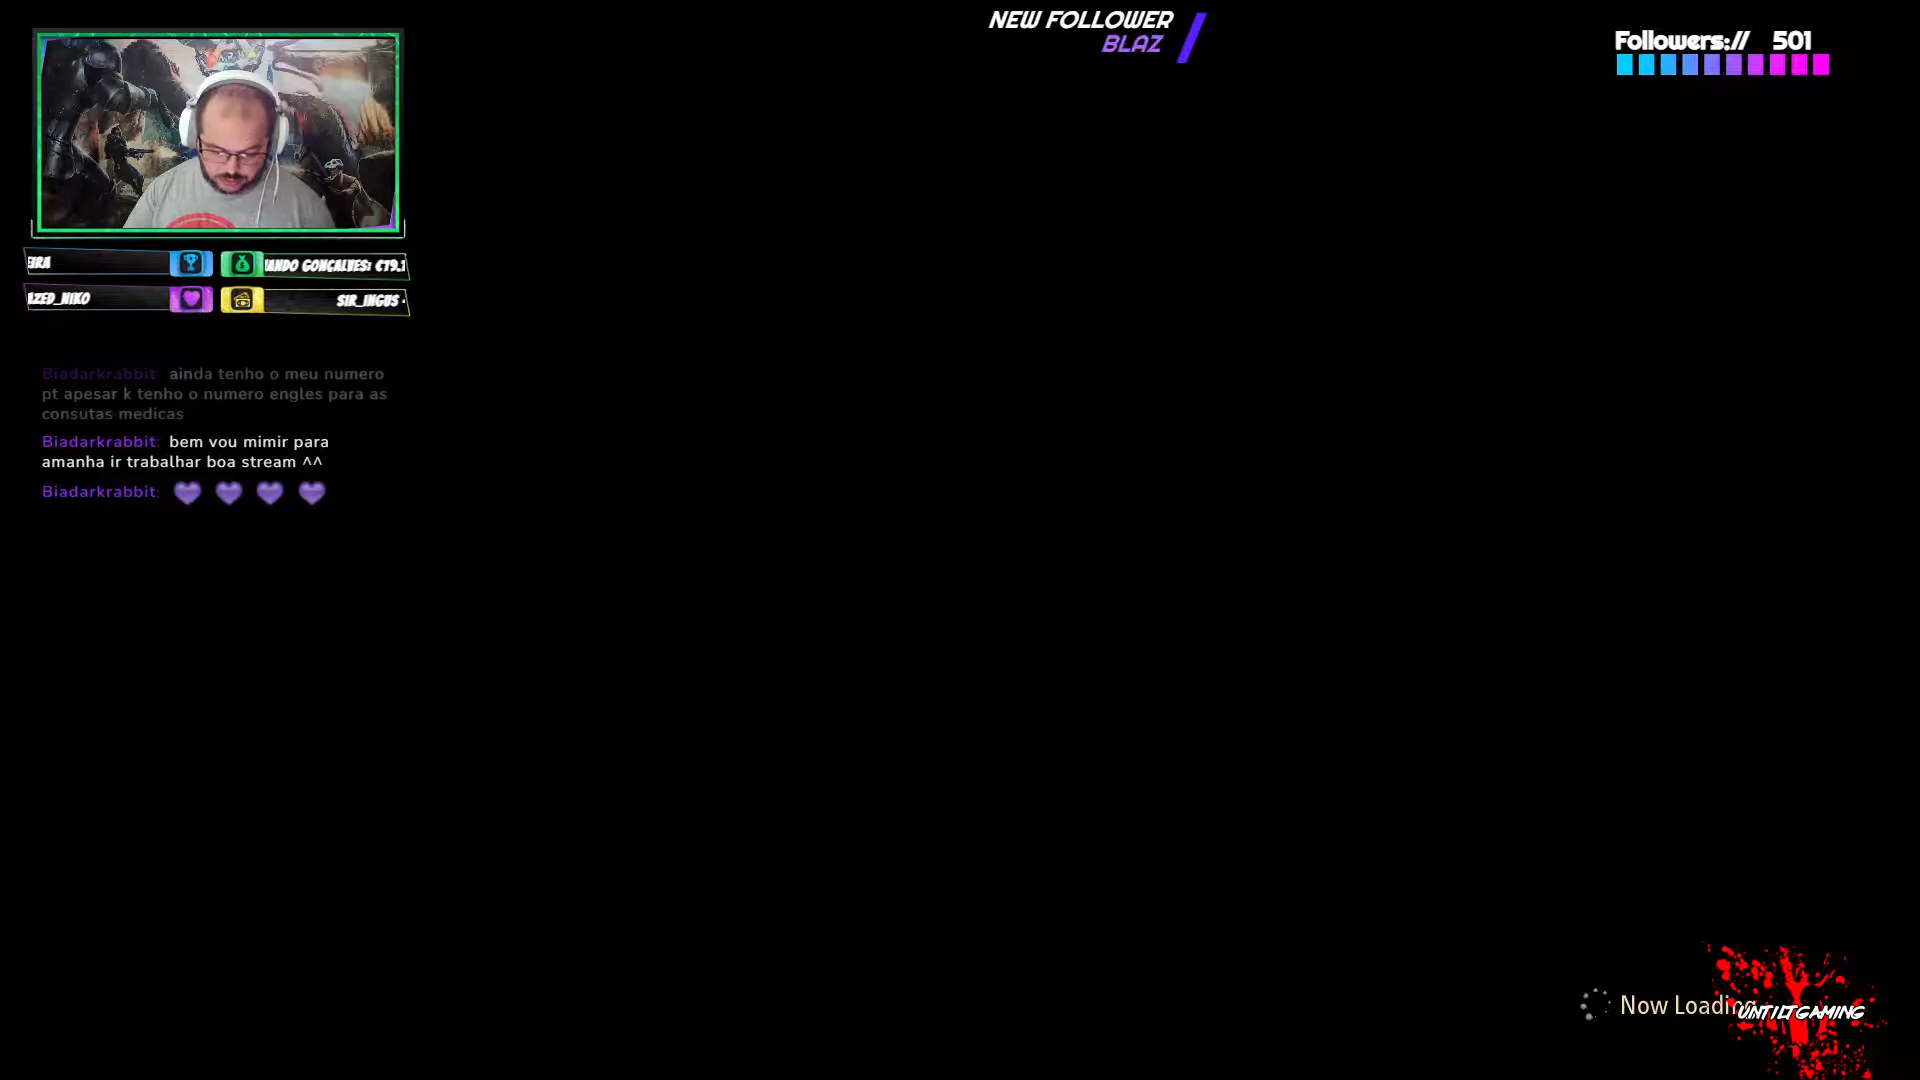 NEW FOLLOWER
BLAZ
Followers:// 501
EIRA
ANDO GONCALVES: €19.1
IZED_NIKO
SIR_INGUS -
Biadarkrabbit: ainda tenho o meu numero
pt apesar k tenho o numero engles para as
consutas medicas
Biadarkrabbit: bem vou mimir para
amanha ir trabalhar boa stream ^^
Biadarkrabbit:
Now Loading
UNTILTGAMING